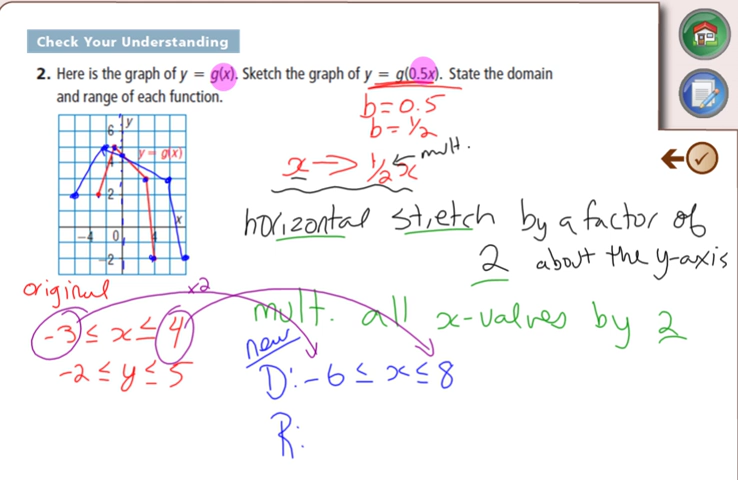 Check Your Understanding
2. Here is the graph of y = g(x). Sketch the graph of y = g(0.5x). State the domain
and range of each function.
b = 0.5
b = 1/2
x → 1/2 x
mult.
y
6
y = g(x)
4
2
x
-4 0 4
-2
horizontal stretch by a factor of
2 about the y-axis
original
x2
-3 ≤ x ≤ 4
-2 ≤ y ≤ 5
mult. all x-values by 2
new
D: -6 ≤ x ≤ 8
R: